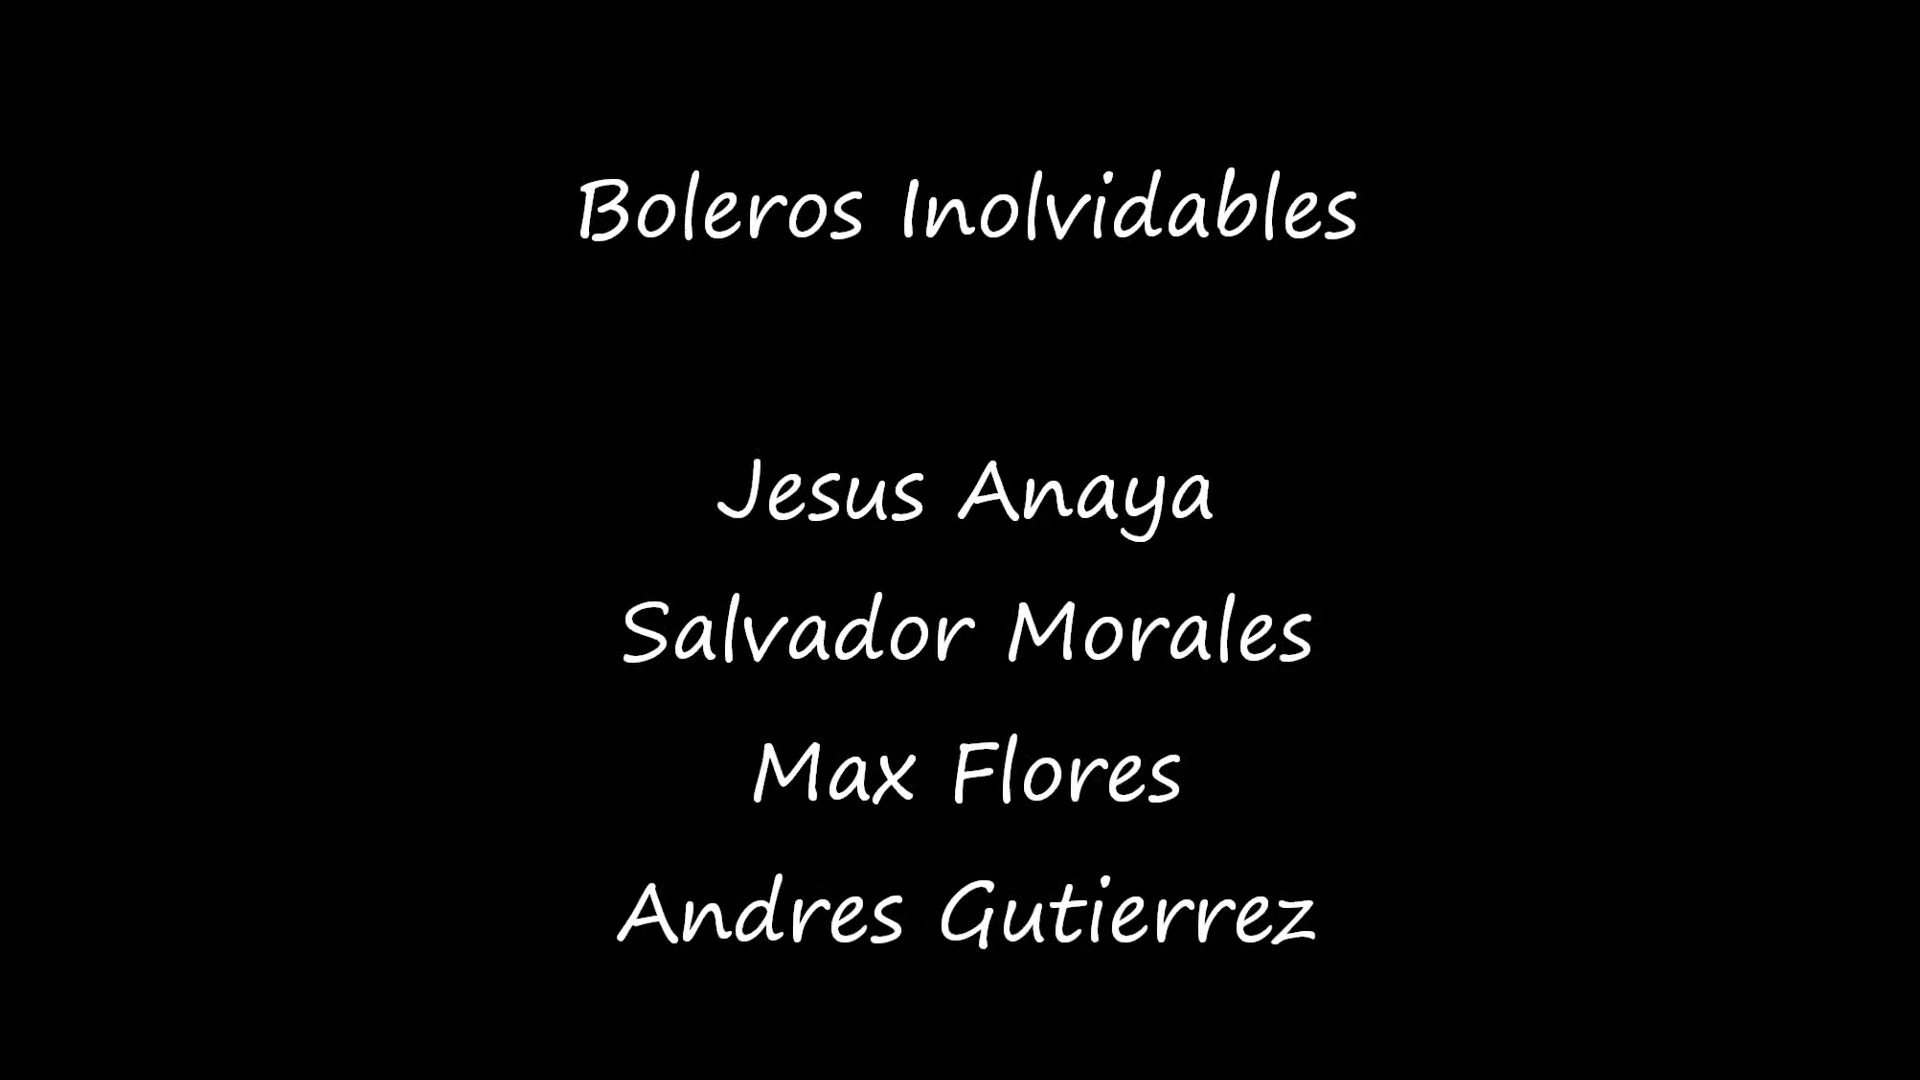 Boleros Inolvidables
Jesus Anaya
Salvador Morales
Max Flores
Andres Gutierrez